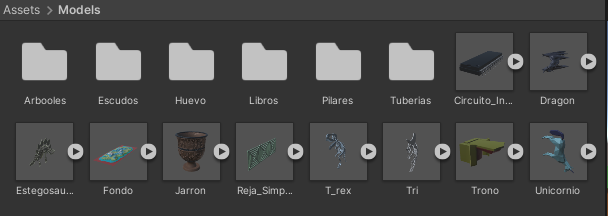 Assets > Models
Arbooles Escudos Huevo Libros Pilares Tuberias Circuito_In... Dragon
Estegosau... Fondo Jarron Reja_Simp... T_rex Tri Trono Unicornio